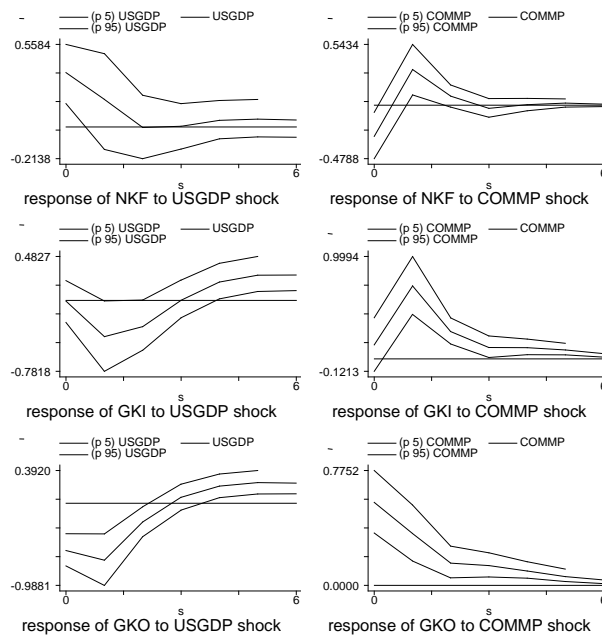 (p 5) USGDP USGDP
(p 95) USGDP
0.5584
-0.2138
0 6
s
response of NKF to USGDP shock
(p 5) COMMP COMMP
(p 95) COMMP
0.5434
-0.4788
0 6
s
response of NKF to COMMP shock
(p 5) USGDP USGDP
(p 95) USGDP
0.4827
-0.7818
0 6
s
response of GKI to USGDP shock
(p 5) COMMP COMMP
(p 95) COMMP
0.9994
-0.1213
0 6
s
response of GKI to COMMP shock
(p 5) USGDP USGDP
(p 95) USGDP
0.3920
-0.9881
0 6
s
response of GKO to USGDP shock
(p 5) COMMP COMMP
(p 95) COMMP
0.7752
0.0000
0 6
s
response of GKO to COMMP shock